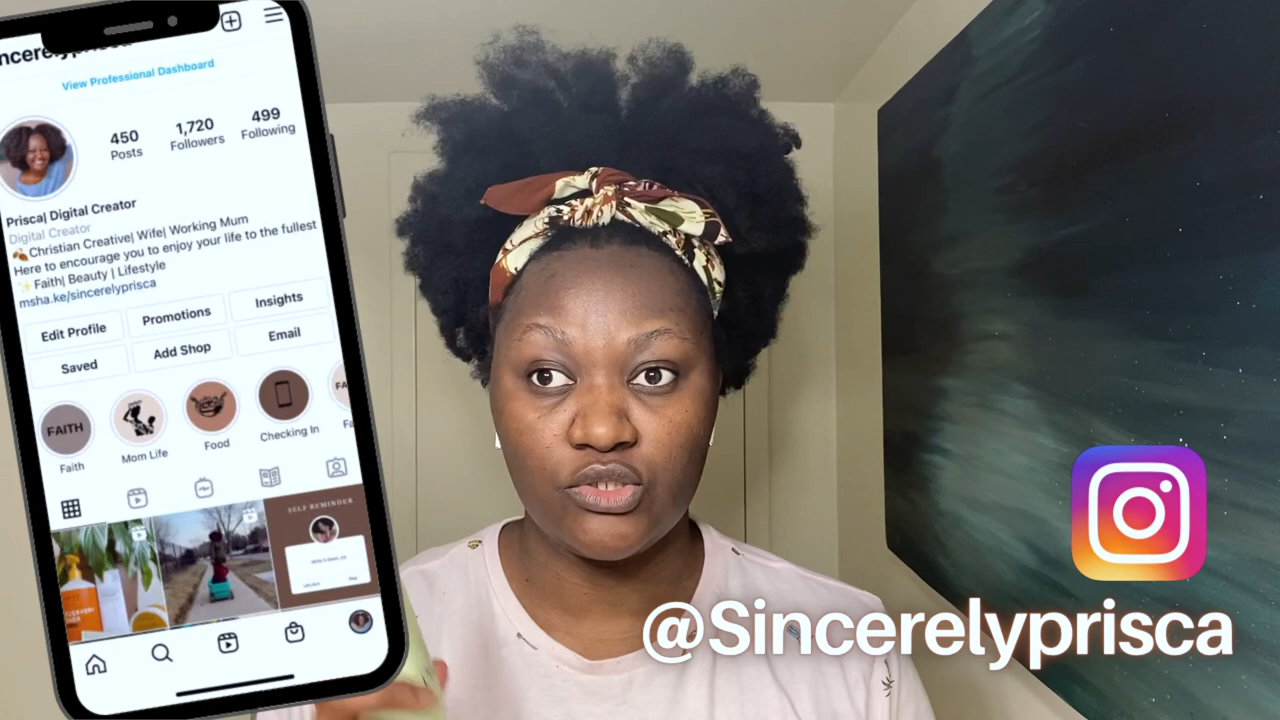 View Professional Dashboard
450
Posts
1,720
Followers
499
Following
Prisca| Digital Creator
Digital Creator
Christian Creative| Wife| Working Mum
Here to encourage you to enjoy your life to the fullest
✨Faith| Beauty | Lifestyle
msha.ke/sincerelyprisca
Edit Profile
Promotions
Insights
Saved
Add Shop
Email
FAITH
Faith
Mom Life
Food
Checking In
SELF REMINDER
@Sincerelyprisca